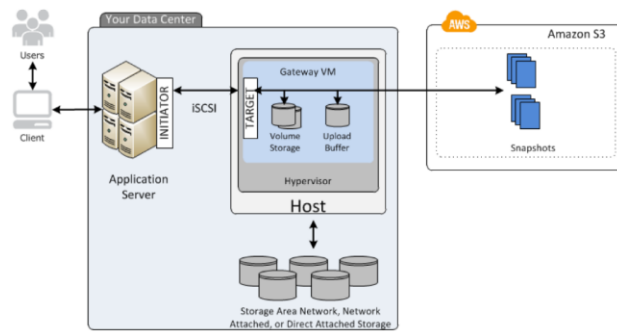 Your Data Center
AWS
Amazon S3
Users
Client
INITIATOR
iSCSI
TARGET
Gateway VM
Volume
Storage
Upload
Buffer
Hypervisor
Host
Application
Server
Snapshots
Storage Area Network, Network
Attached, or Direct Attached Storage